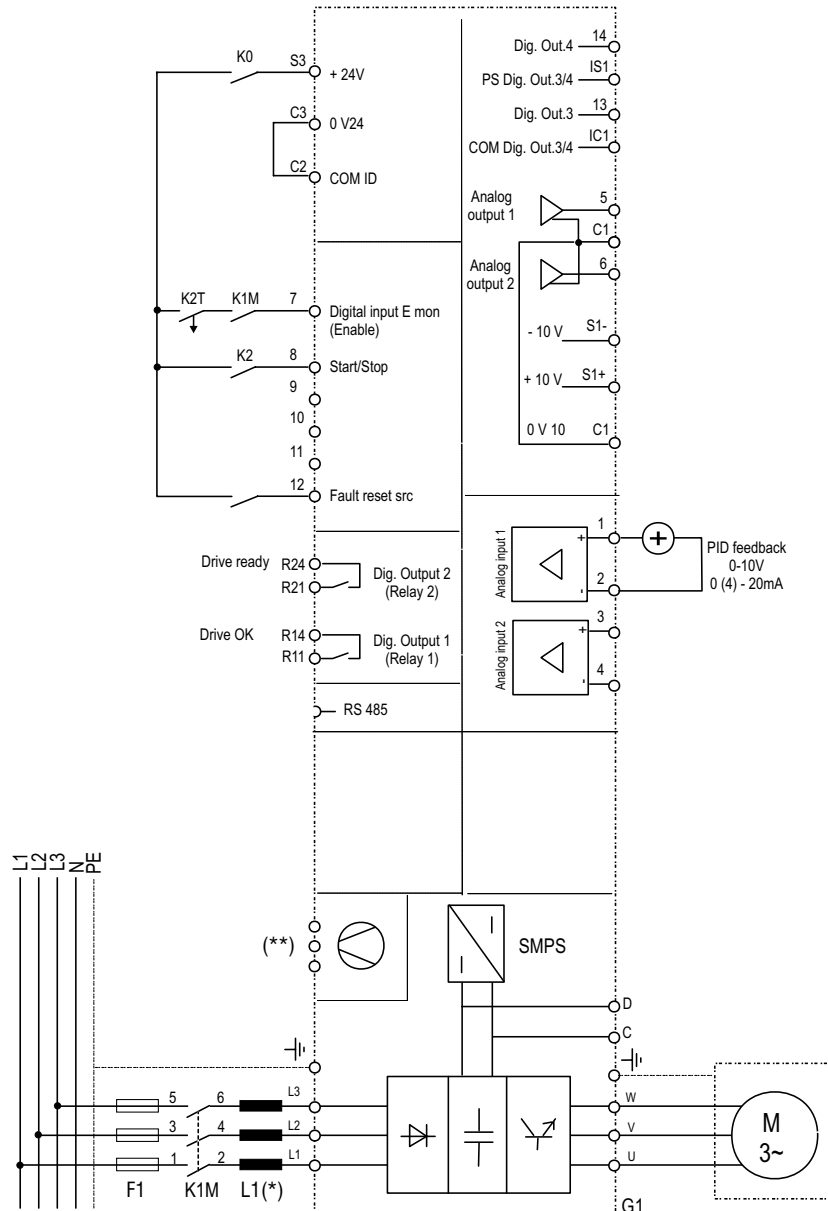 K0
S3
+ 24V
C3
0 V24
C2
COM ID
K2T
K1M
7
Digital input E mon
(Enable)
K2
8
Start/Stop
9
10
11
12
Fault reset src
Drive ready
R24
R21
Dig. Output 2
(Relay 2)
Drive OK
R14
R11
Dig. Output 1
(Relay 1)
RS 485
Dig. Out.4
14
PS Dig. Out.3/4
IS1
Dig. Out.3
13
COM Dig. Out.3/4
IC1
Analog
output 1
5
C1
Analog
output 2
6
- 10 V
S1-
+ 10 V
S1+
0 V 10
C1
Analog input 1
+
-
1
2
+
PID feedback
0-10V
0 (4) - 20mA
Analog input 2
+
-
3
4
L1
L2
L3
N
PE
(**)
SMPS
D
C
5
6
L3
W
3
4
L2
V
1
2
L1
U
F1
K1M
L1(*)
M
3~
G1